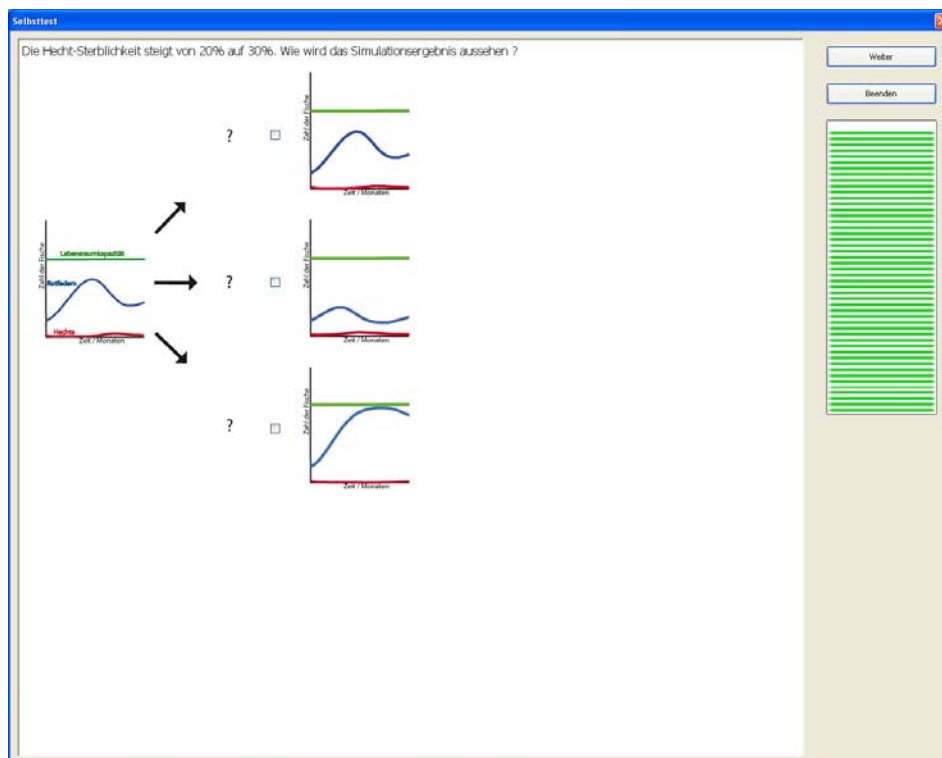 Selbsttest
Die Hecht-Sterblichkeit steigt von 20% auf 30%. Wie wird das Simulationsergebnis aussehen ?
Weiter
Beenden
Zahl der Fische
?
Zeit / Monaten
Zahl der Fische
Lebensraumkapazität
Rotfedern
Hechte
Zeit / Monaten
?
Zahl der Fische
Zeit / Monaten
?
Zahl der Fische
Zeit / Monaten